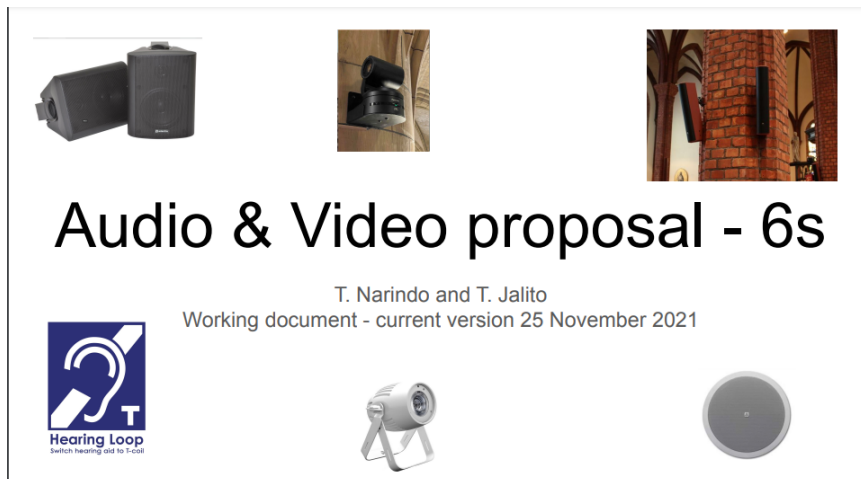 Audio & Video proposal - 6s
T. Narindo and T. Jalito
Working document - current version 25 November 2021
T
Hearing Loop
Switch hearing aid to T-coil